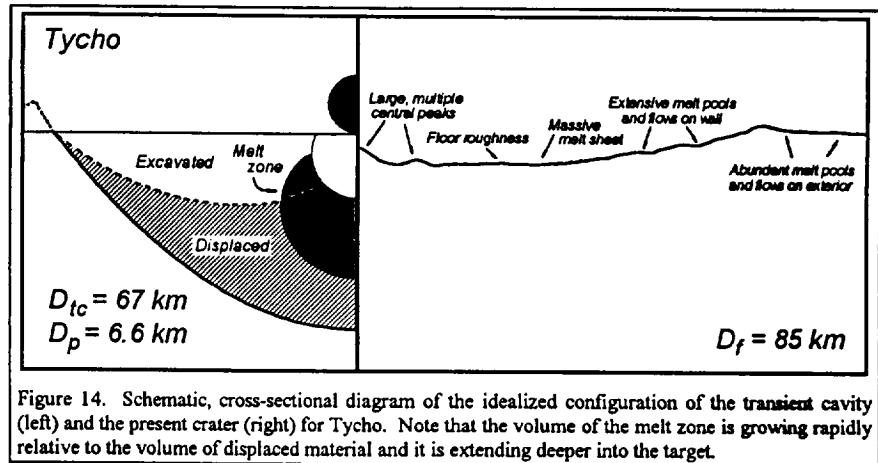 Tycho
Excavated
Melt
zone
Displaced
D_tc = 67 km
D_p = 6.6 km
Large, multiple
central peaks
Floor roughness
Massive
melt sheet
Extensive melt pools
and flows on wall
Abundant melt pools
and flows on exterior
D_f = 85 km
Figure 14. Schematic, cross-sectional diagram of the idealized configuration of the transient cavity
(left) and the present crater (right) for Tycho. Note that the volume of the melt zone is growing rapidly
relative to the volume of displaced material and it is extending deeper into the target.